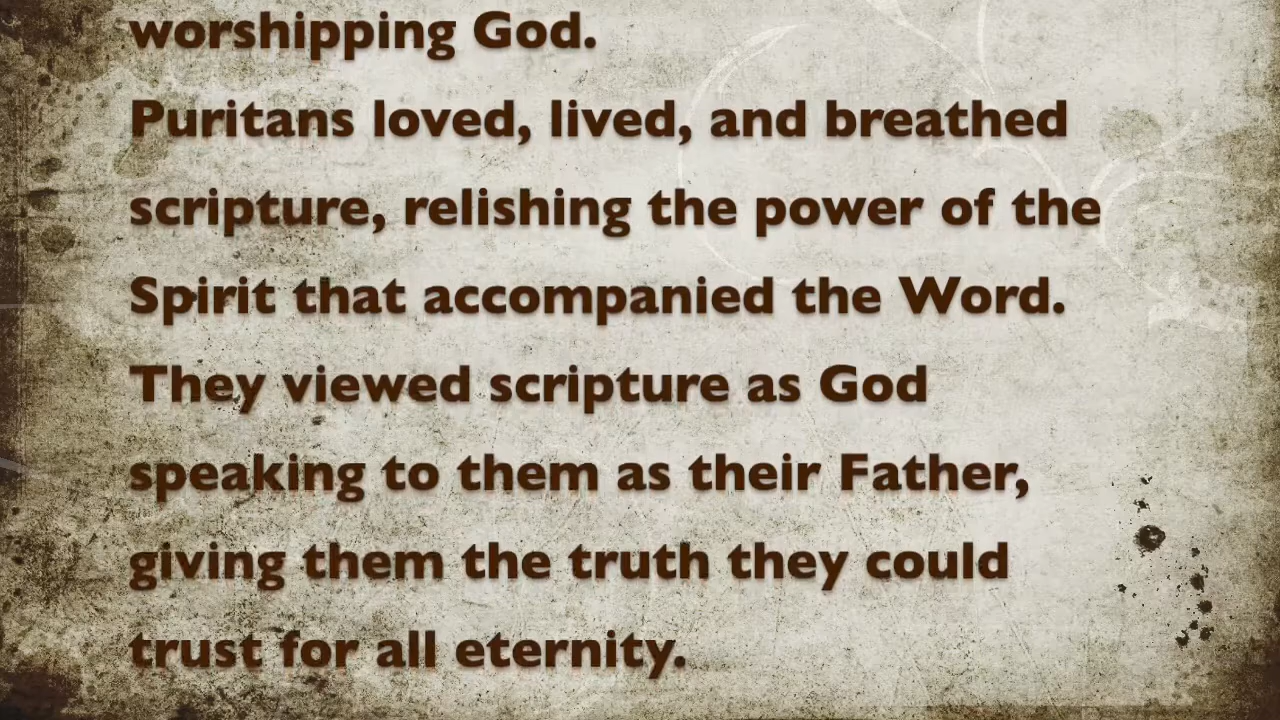 worshipping God.
Puritans loved, lived, and breathed
scripture, relishing the power of the
Spirit that accompanied the Word.
They viewed scripture as God
speaking to them as their Father,
giving them the truth they could
trust for all eternity.